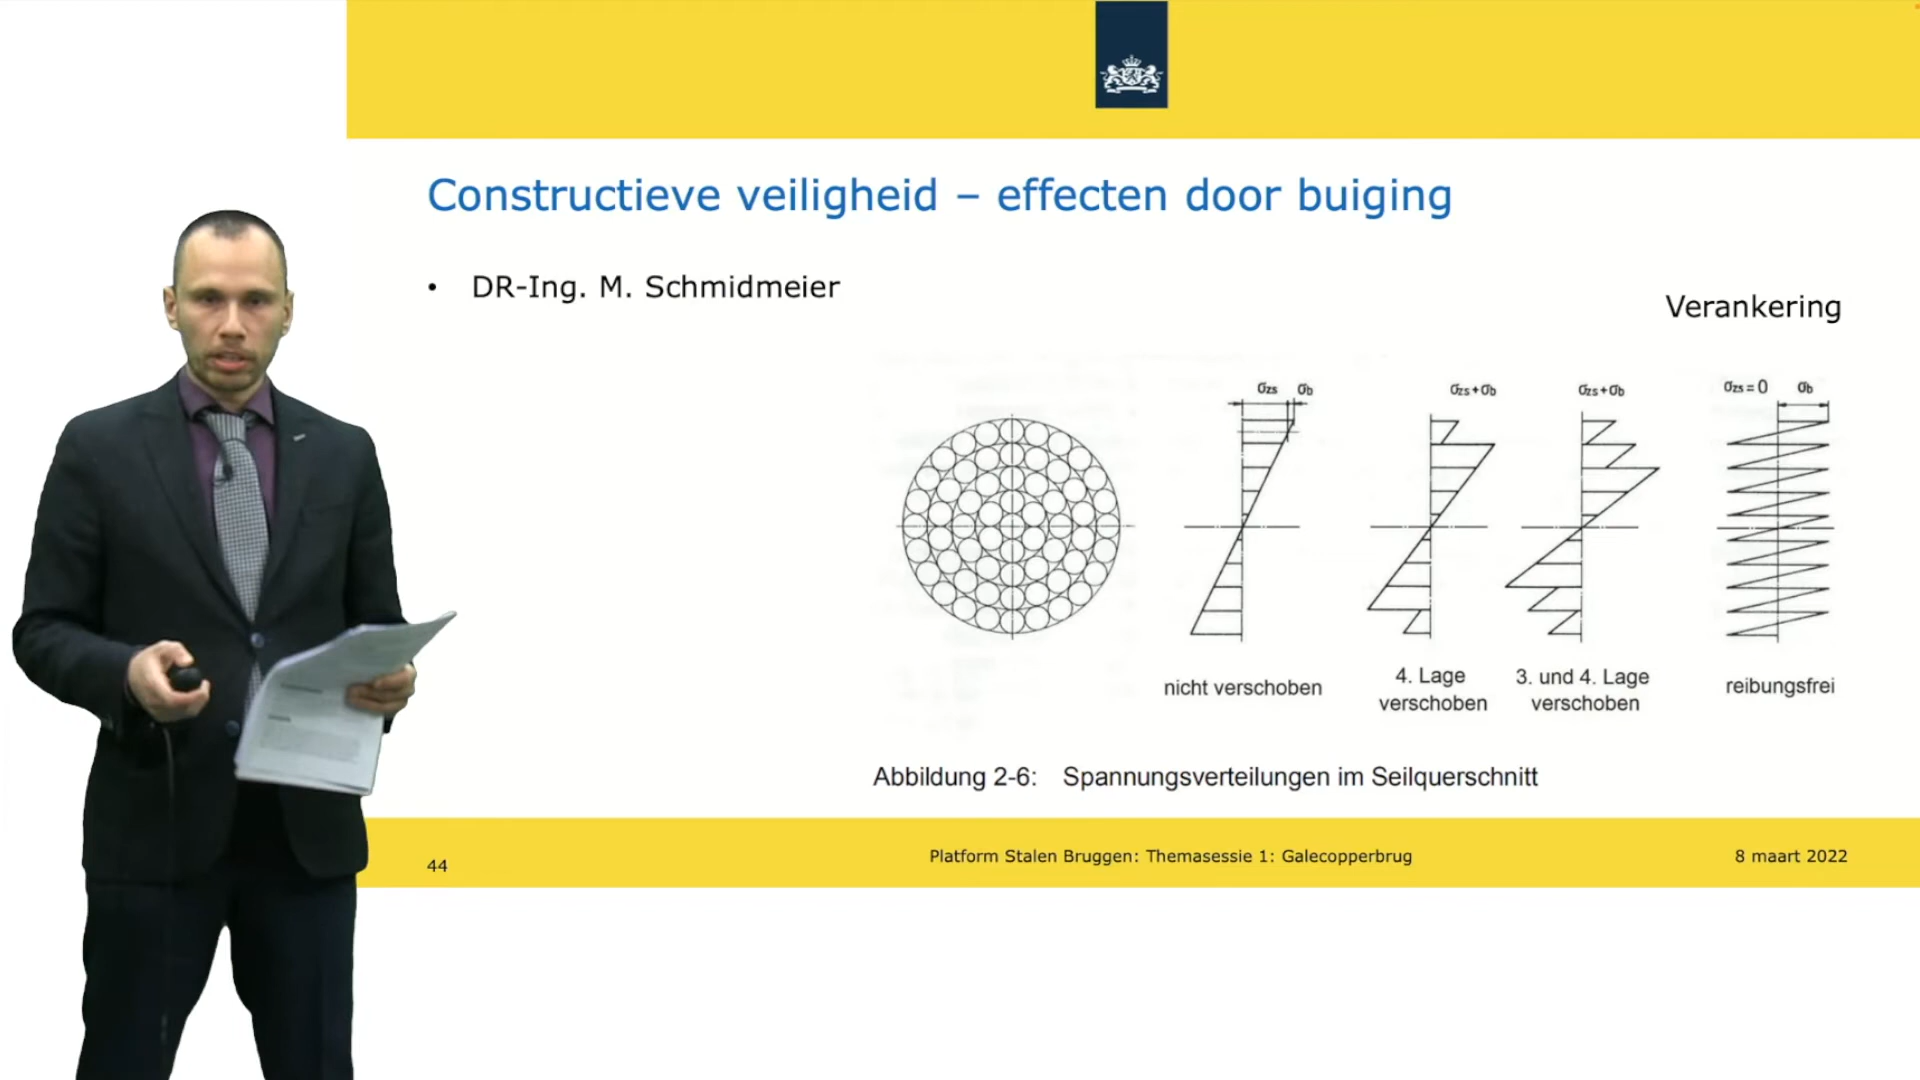 Constructieve veiligheid – effecten door buiging
• DR-Ing. M. Schmidmeier
Verankering
σzs σb
σzs+σb
σzs+σb
σzs=0 σb
nicht verschoben
4. Lage
verschoben
3. und 4. Lage
verschoben
reibungsfrei
Abbildung 2-6: Spannungsverteilungen im Seilquerschnitt
44
Platform Stalen Bruggen: Themasessie 1: Galecopperbrug
8 maart 2022